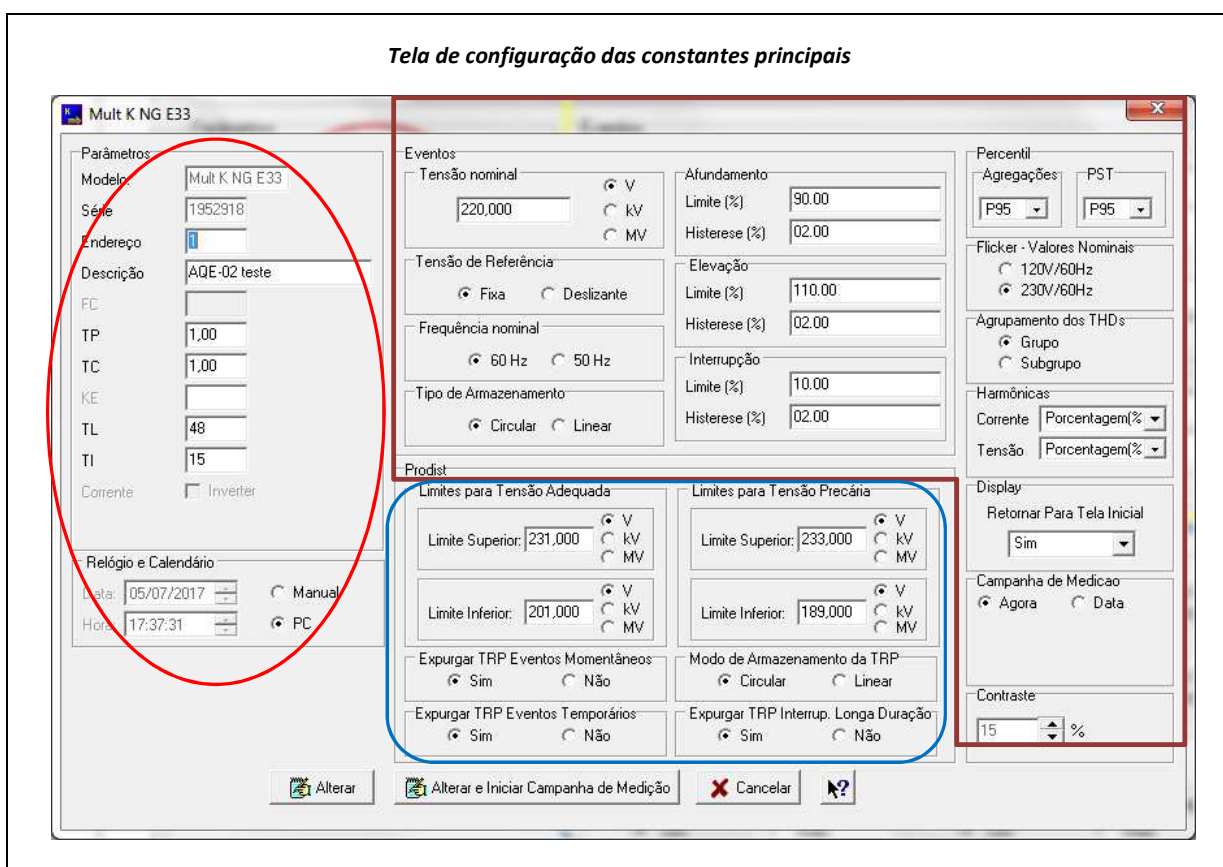 Tela de configuração das constantes principais
Mult K NG E33
Parâmetros
Modelo: Mult K NG E33
Série 1952918
Endereço 1
Descrição AQE-02 teste
FC
TP 1,00
TC 1,00
KE
TL 48
TI 15
Corrente Inverter
Relógio e Calendário
Data: 05/07/2017 Manual
Hora: 17:37:31 PC
Eventos
Tensão nominal
220,000
V
kV
MV
Tensão de Referência
Fixa Deslizante
Frequência nominal
60 Hz 50 Hz
Tipo de Armazenamento
Circular Linear
Afundamento
Limite (%) 90.00
Histerese (%) 02.00
Elevação
Limite (%) 110.00
Histerese (%) 02.00
Interrupção
Limite (%) 10.00
Histerese (%) 02.00
Prodist
Limites para Tensão Adequada
Limite Superior: 231,000
V
kV
MV
Limite Inferior: 201,000
V
kV
MV
Limites para Tensão Precária
Limite Superior: 233,000
V
kV
MV
Limite Inferior: 189,000
V
kV
MV
Expurgar TRP Eventos Momentâneos
Sim Não
Modo de Armazenamento da TRP
Circular Linear
Expurgar TRP Eventos Temporários
Sim Não
Expurgar TRP Interrup. Longa Duração
Sim Não
Percentil
Agregações PST
P95 P95
Flicker - Valores Nominais
120V/60Hz
230V/60Hz
Agrupamento dos THDs
Grupo
Subgrupo
Harmônicas
Corrente Porcentagem(%
Tensão Porcentagem(%
Display
Retornar Para Tela Inicial
Sim
Campanha de Medicao
Agora Data
Contraste
15 %
Alterar
Alterar e Iniciar Campanha de Medição
Cancelar
?